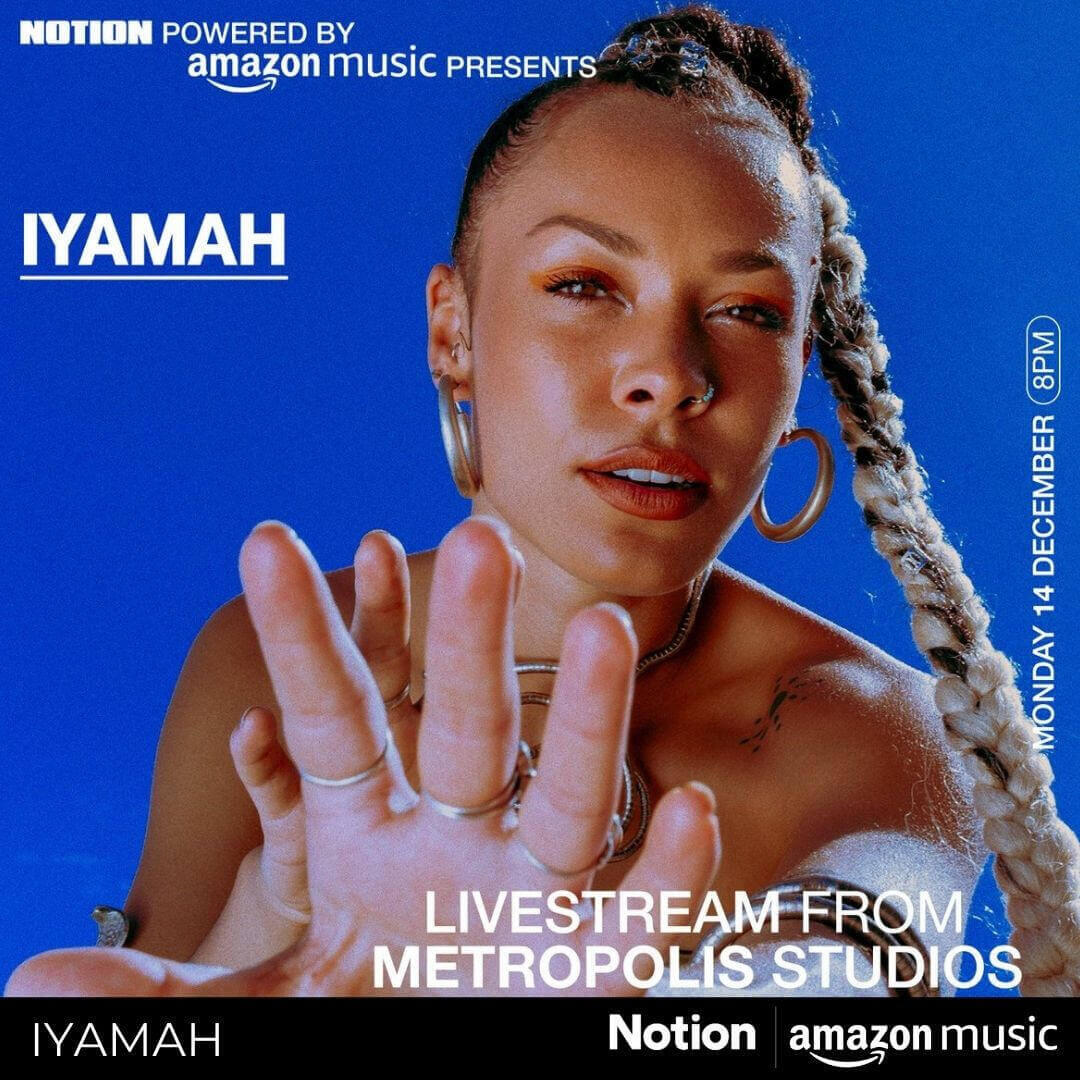 NOTION POWERED BY
amazon music PRESENTS
IYAMAH
MONDAY 14 DECEMBER 8PM
LIVESTREAM FROM
METROPOLIS STUDIOS
IYAMAH
Notion amazon music